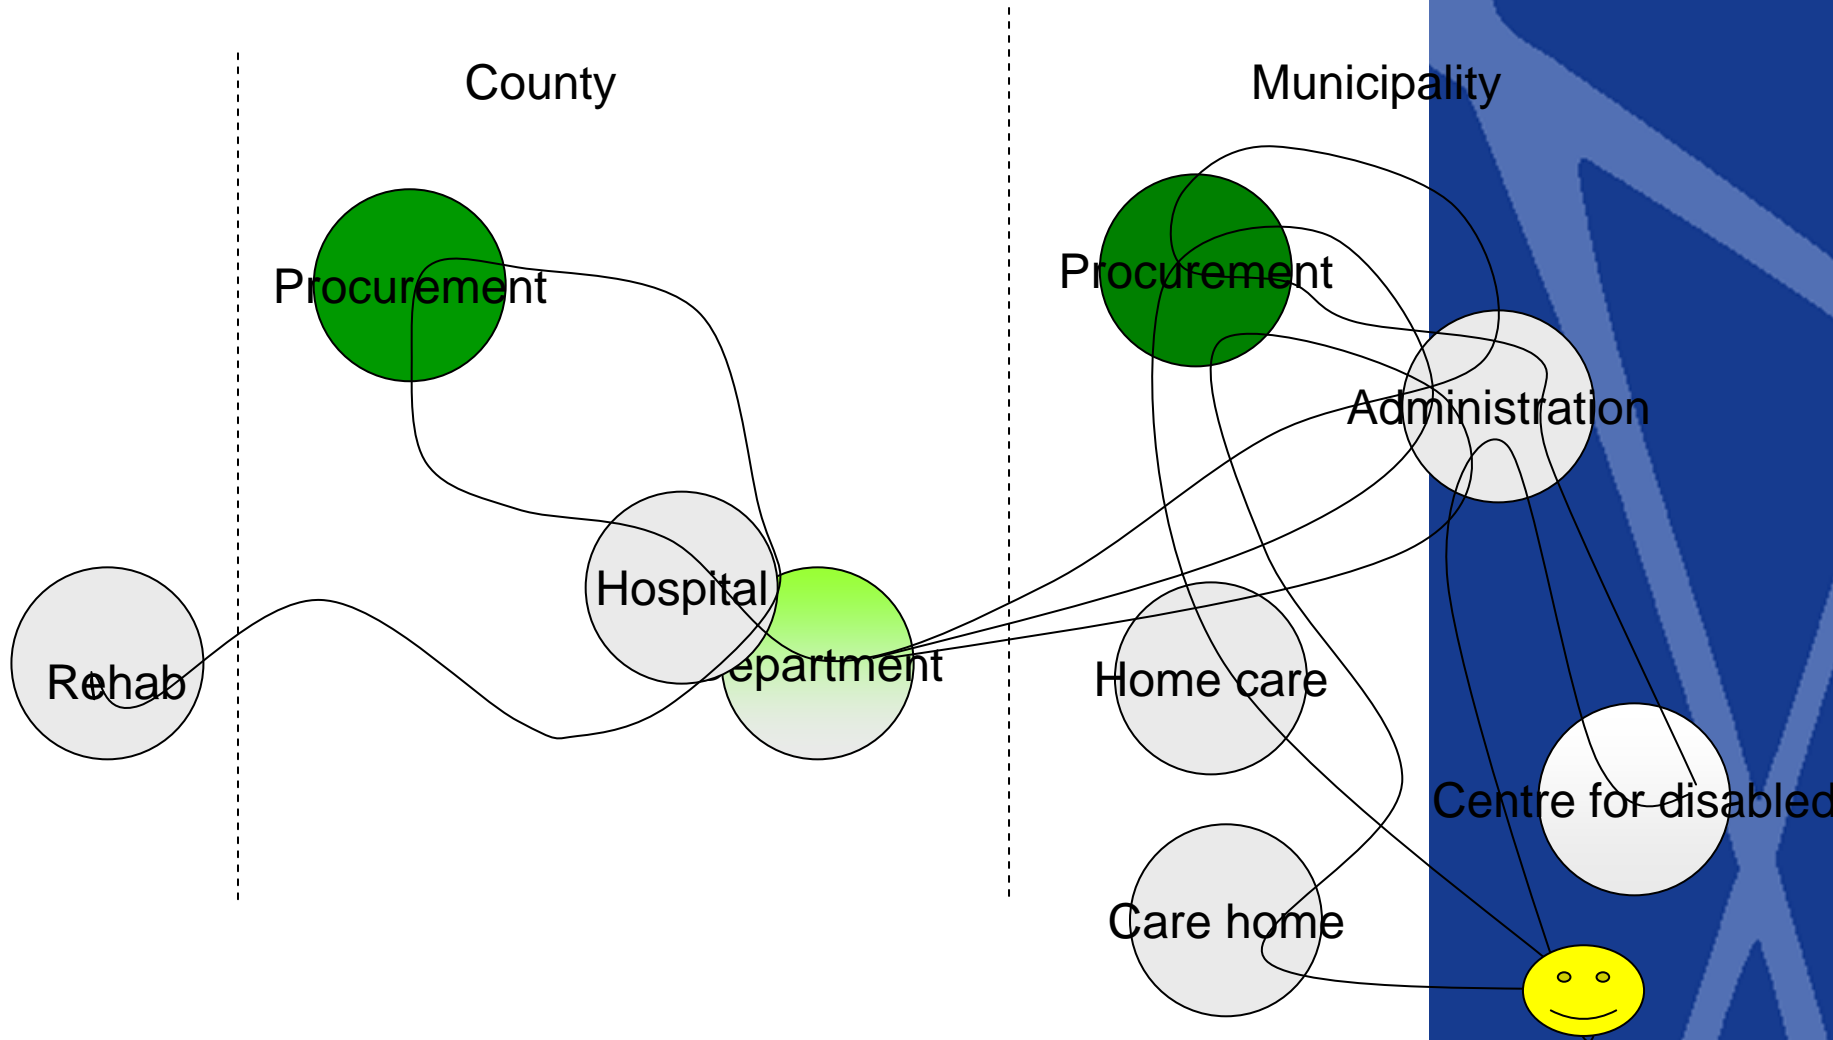 County
Municipality
Procurement
Procurement
Administration
Hospital
epartment
Rehab
Home care
Centre for disabled
Care home